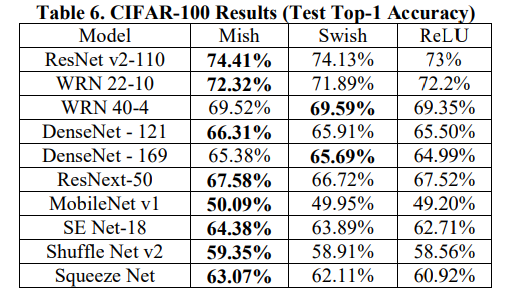 Table 6. CIFAR-100 Results (Test Top-1 Accuracy)
Model Mish Swish ReLU
ResNet v2-110 74.41% 74.13% 73%
WRN 22-10 72.32% 71.89% 72.2%
WRN 40-4 69.52% 69.59% 69.35%
DenseNet - 121 66.31% 65.91% 65.50%
DenseNet - 169 65.38% 65.69% 64.99%
ResNext-50 67.58% 66.72% 67.52%
MobileNet v1 50.09% 49.95% 49.20%
SE Net-18 64.38% 63.89% 62.71%
Shuffle Net v2 59.35% 58.91% 58.56%
Squeeze Net 63.07% 62.11% 60.92%